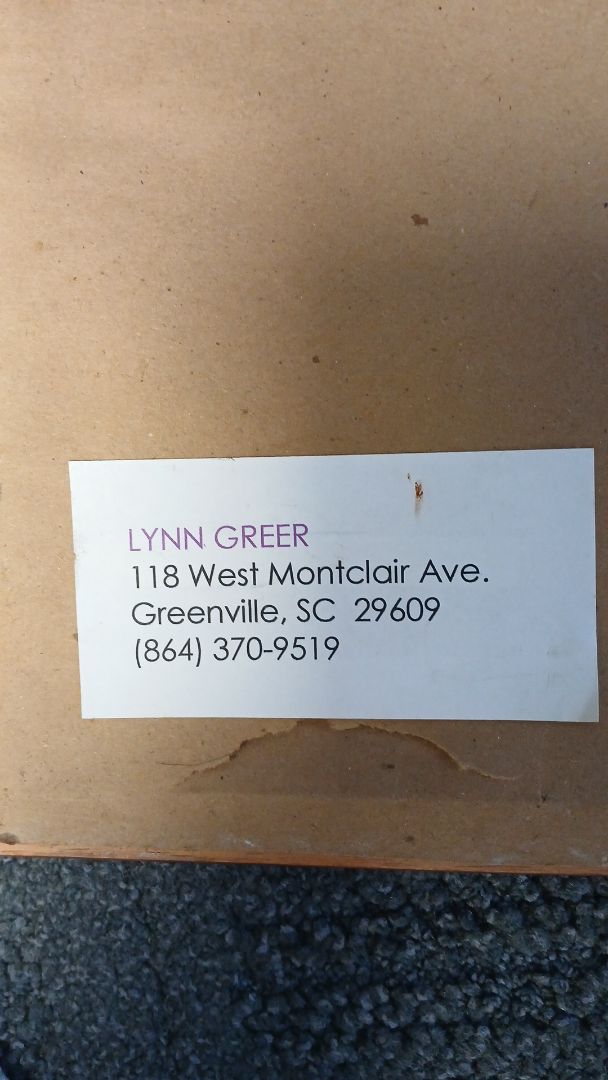 LYNN GREER
118 West Montclair Ave.
Greenville, SC  29609
(864) 370-9519